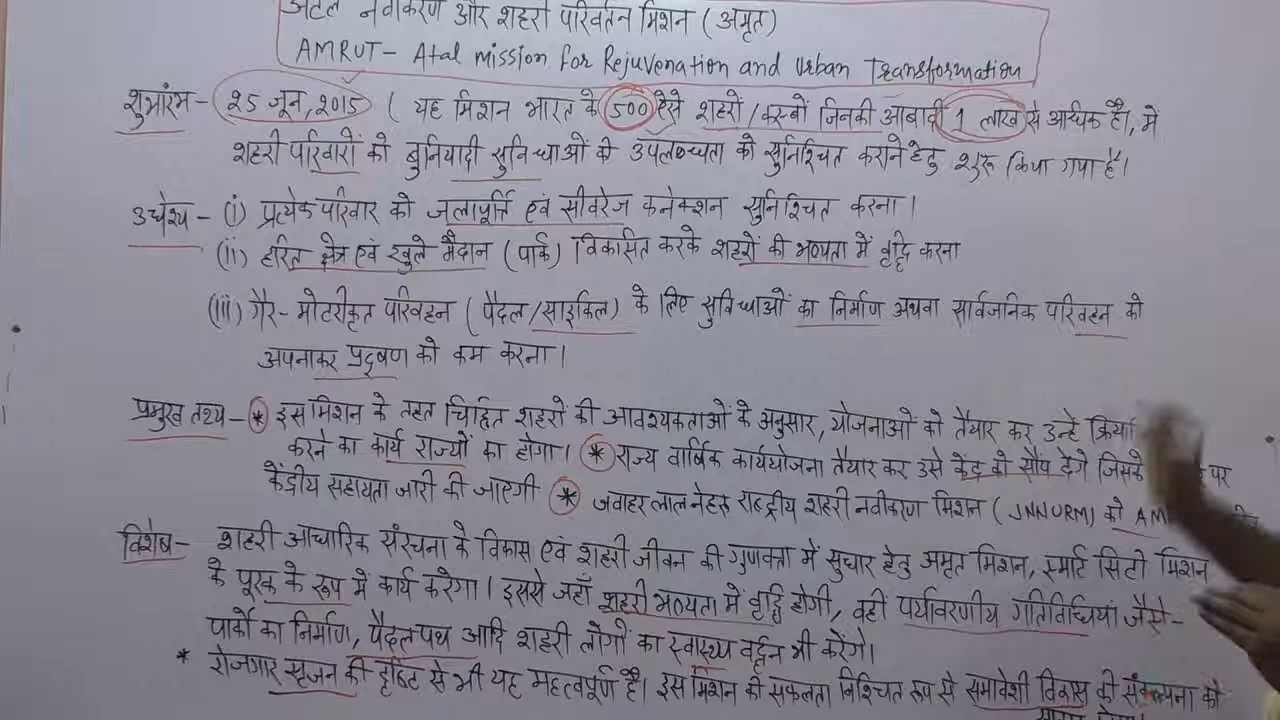 अटल नवीकरण और शहरी परिवर्तन मिशन (अमृत)
AMRUT - Atal mission for Rejuvenation and Urban Transformation
शुभारंभ - 25 जून, 2015 ( यह मिशन भारत के 500 ऐसे शहरों / कस्बों जिनकी आबादी 1 लाख से अधिक है, में
शहरी परिवारों को बुनियादी सुविधाओं की उपलब्धता को सुनिश्चित कराने हेतु शुरू किया गया है।
उद्देश्य - (i) प्रत्येक परिवार को जलापूर्ति एवं सीवरेज कनेक्शन सुनिश्चित करना।
(ii) हरित क्षेत्र एवं खुले मैदान (पार्क) विकसित करके शहरों की भव्यता में वृद्धि करना
(iii) गैर - मोटरीकृत परिवहन (पैदल /साइकिल) के लिए सुविधाओं का निर्माण अथवा सार्वजनिक परिवहन को
अपनाकर प्रदूषण को कम करना।
प्रमुख तथ्य - * इस मिशन के तहत चिह्नित शहरों की आवश्यकताओं के अनुसार, योजनाओं को तैयार कर उन्हें
करने का कार्य राज्यों का होगा। * राज्य वार्षिक कार्ययोजना तैयार कर उसे केंद्र को सौंप देंगे जिसके पर
केंद्रीय सहायता जारी की जाएगी * जवाहर लाल नेहरू राष्ट्रीय शहरी नवीकरण मिशन ( JNNURM) को
विशेष - शहरी आधारिक संरचना के विकास एवं शहरी जीवन की गुणवत्ता में सुधार हेतु अमृत मिशन, स्मार्ट सिटी मिशन
के पूरक के रूप में कार्य करेगा। इससे जहाँ शहरी भव्यता में वृद्धि होगी, वहीं पर्यावरणीय गतिविधियां जैसे -
पार्कों का निर्माण, पैदलपथ आदि शहरी लोगों का स्वास्थ्य वर्द्धन भी करेंगे।
* रोजगार सृजन की दृष्टि से भी यह महत्वपूर्ण है। इस मिशन की सफलता निश्चित रूप से समावेशी विकास की संकल्पना को